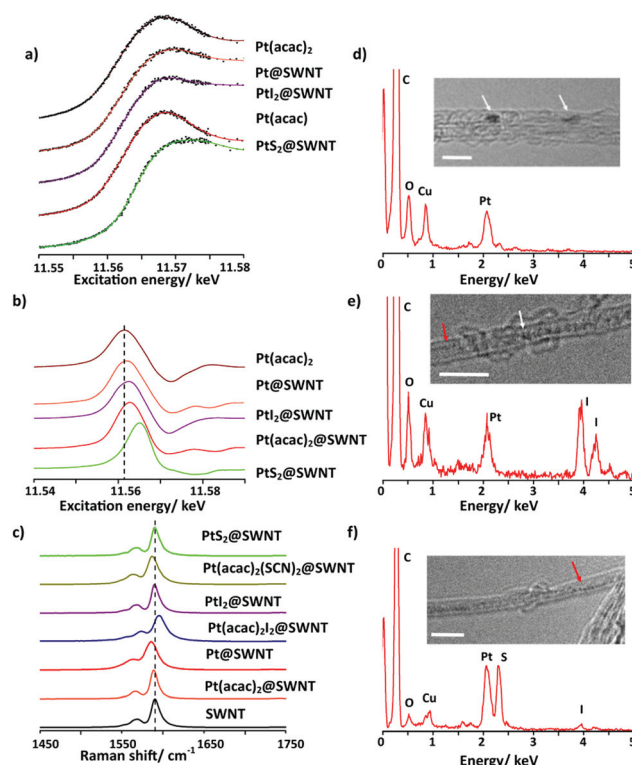 a)
Pt(acac)2
Pt@SWNT
PtI2@SWNT
Pt(acac)
PtS2@SWNT
11.55 11.56 11.57 11.58
Excitation energy/ keV
b)
Pt(acac)2
Pt@SWNT
PtI2@SWNT
Pt(acac)2@SWNT
PtS2@SWNT
11.54 11.56 11.58
Excitation energy/ keV
c)
PtS2@SWNT
Pt(acac)2(SCN)2@SWNT
PtI2@SWNT
Pt(acac)2I2@SWNT
Pt@SWNT
Pt(acac)2@SWNT
SWNT
1450 1550 1650 1750
Raman shift/ cm-1
d)
C
O Cu Pt
0 1 2 3 4 5
Excitation energy/ keV
e)
C
O Cu Pt I I
0 1 2 3 4 5
Excitation energy/ keV
f)
C
O Cu Pt S I
0 1 2 3 4 5
Excitation energy/ keV